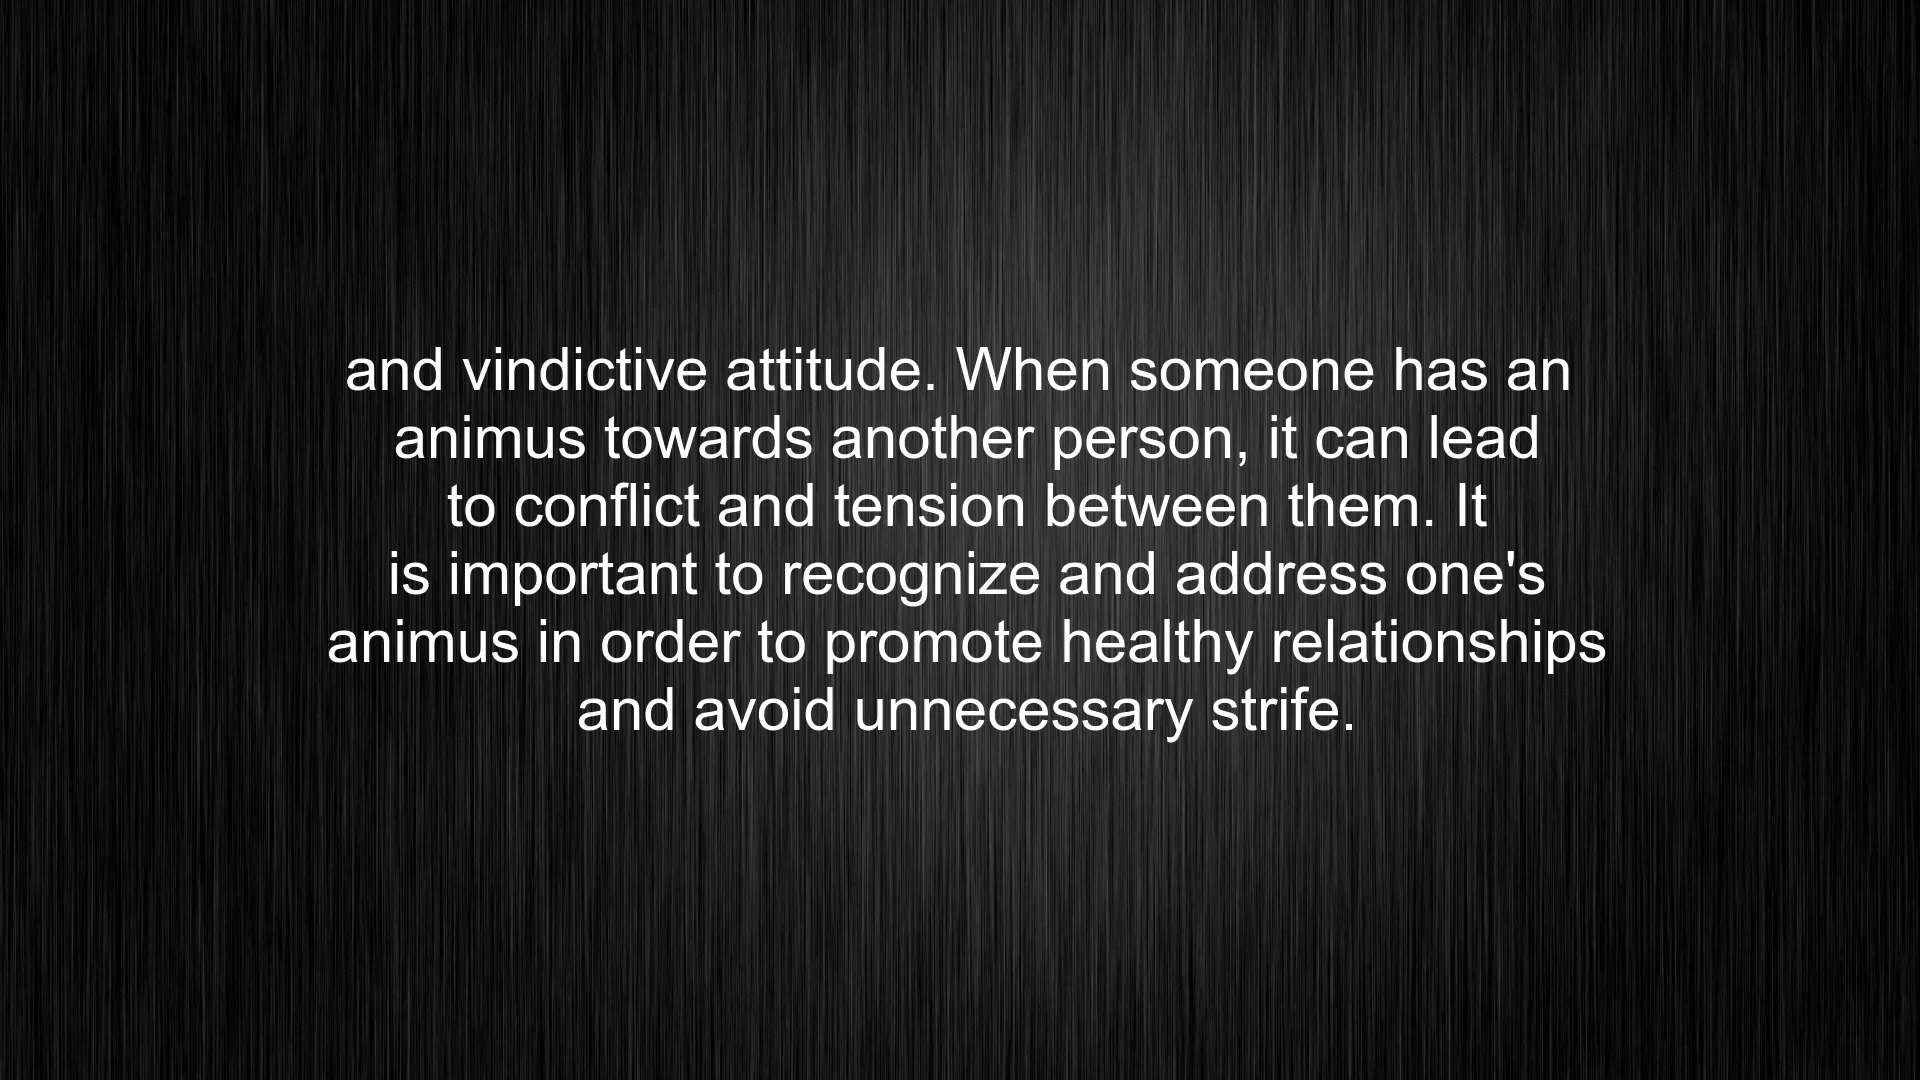 and vindictive attitude. When someone has an
animus towards another person, it can lead
to conflict and tension between them. It
is important to recognize and address one's
animus in order to promote healthy relationships
and avoid unnecessary strife.